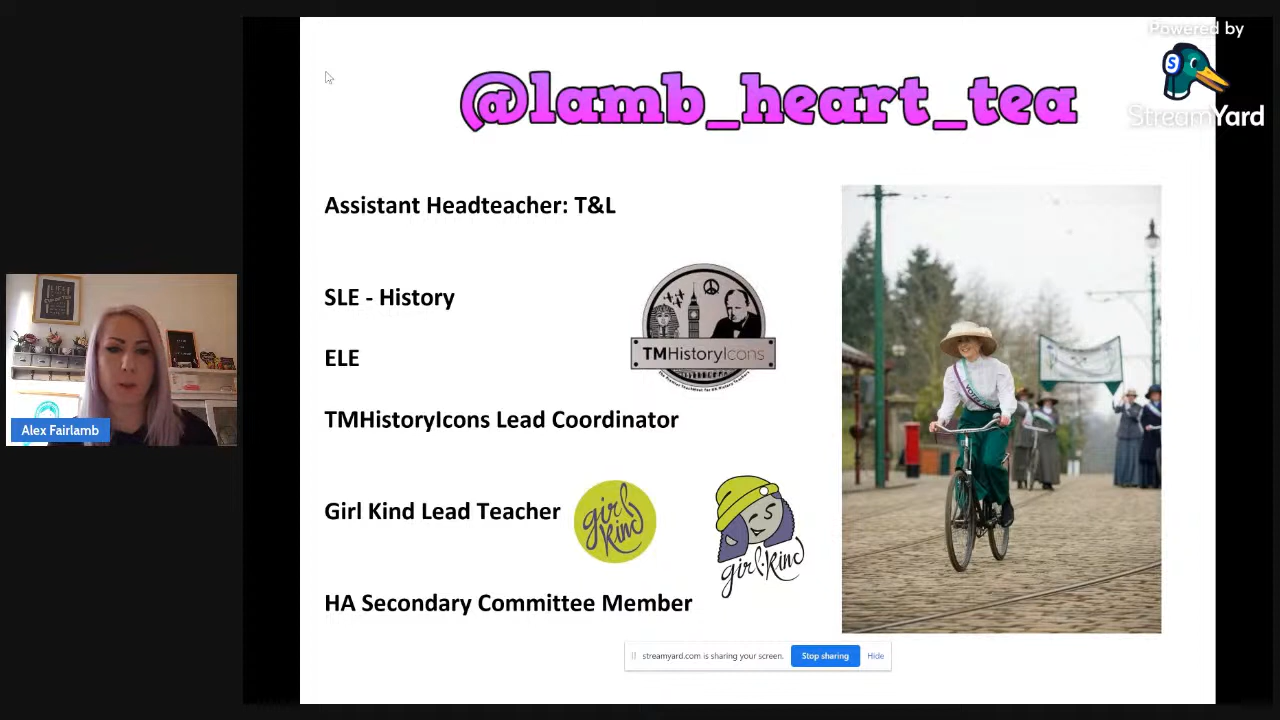 Powered by
StreamYard
@lamb_heart_tea
Assistant Headteacher: T&L
SLE - History
TMHistoryIcons
ELE
TMHistoryIcons Lead Coordinator
Girl Kind Lead Teacher
girl
kind
girl·kind
HA Secondary Committee Member
Alex Fairlamb
streamyard.com is sharing your screen.
Stop sharing
Hide